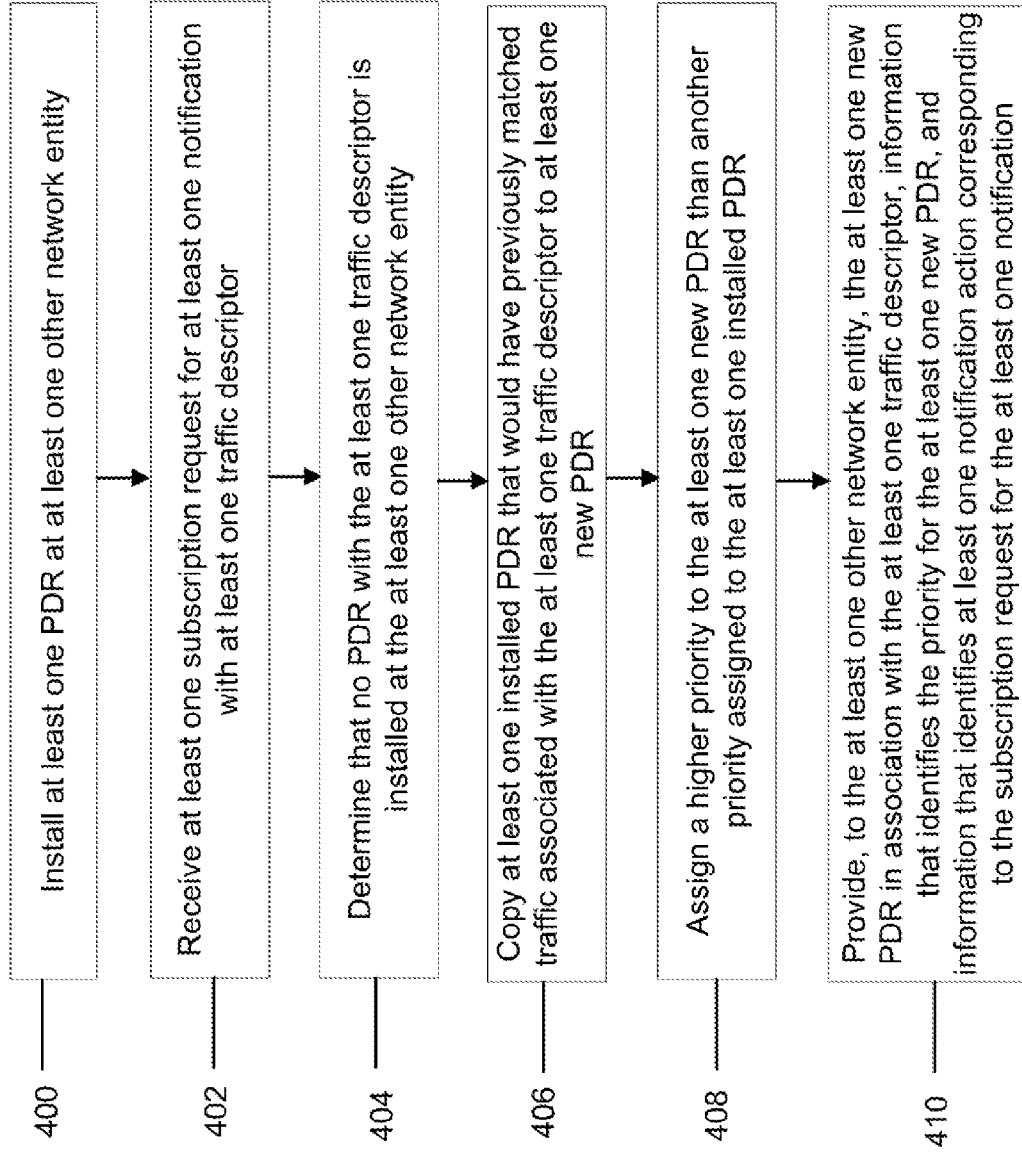 400
Install at least one PDR at at least one other network entity
402
Receive at least one subscription request for at least one notification
with at least one traffic descriptor
404
Determine that no PDR with the at least one traffic descriptor is
installed at the at least one other network entity
406
Copy at least one installed PDR that would have previously matched
traffic associated with the at least one traffic descriptor to at least one
new PDR
408
Assign a higher priority to the at least one new PDR than another
priority assigned to the at least one installed PDR
410
Provide, to the at least one other network entity, the at least one new
PDR in association with the at least one traffic descriptor, information
that identifies the priority for the at least one new PDR, and
information that identifies at least one notification action corresponding
to the subscription request for the at least one notification